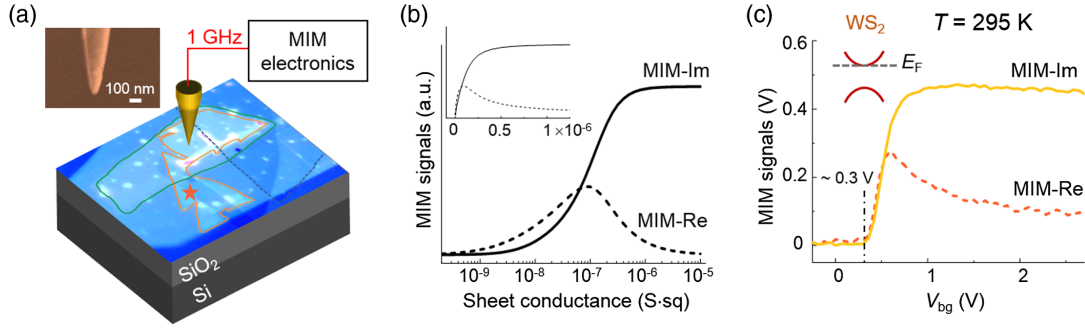 (a)
1 GHz
MIM
electronics
100 nm
SiO2
Si
(b)
MIM signals (a.u.)
MIM-Im
MIM-Re
0
0.5
1×10-6
10-9
10-8
10-7
10-6
10-5
Sheet conductance (S·sq)
(c)
WS2
T = 295 K
EF
MIM-Im
MIM-Re
~ 0.3 V
MIM signals (V)
0.6
0.4
0.2
0
0
1
2
Vbg (V)